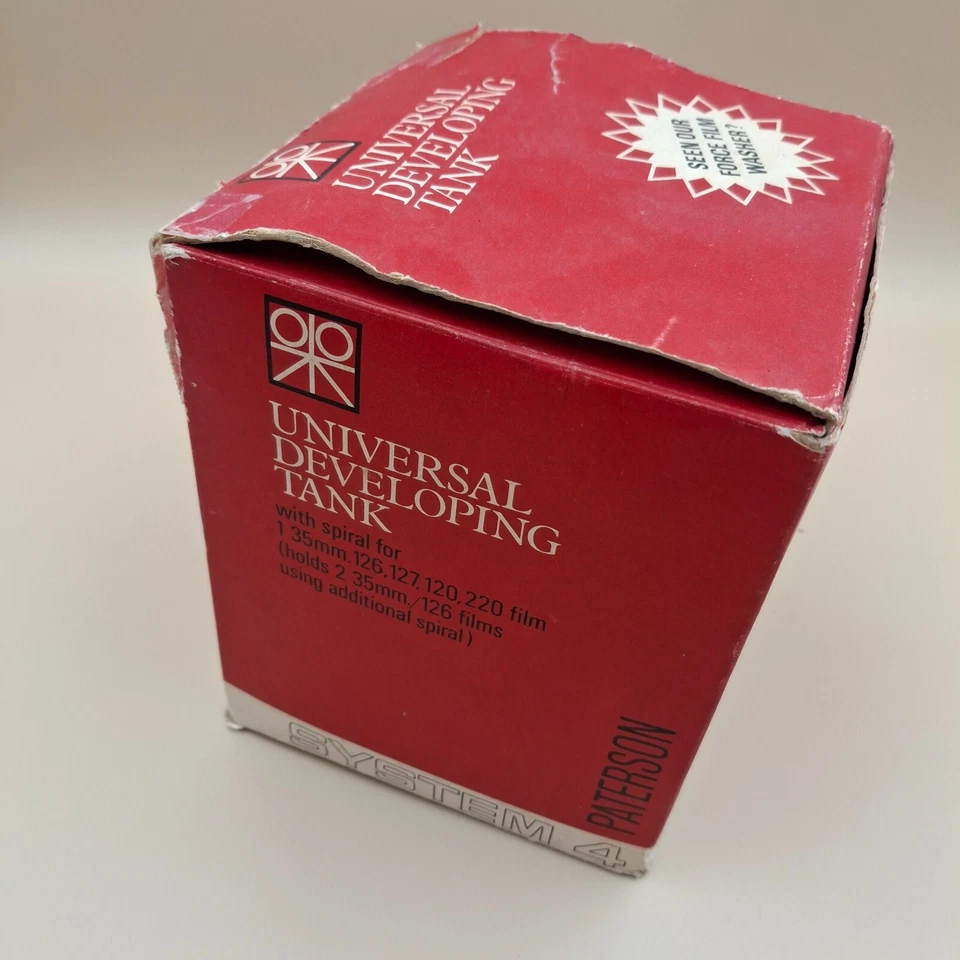 UNIVERSAL
DEVELOPING
TANK
SEEN OUR
FORCE FILM
WASHER?
UNIVERSAL
DEVELOPING
TANK
with spiral for
1 35mm.126,127,120,220 film
(holds 2 35mm./126 films
using additional spiral)
PATERSON
SYSTEM 4